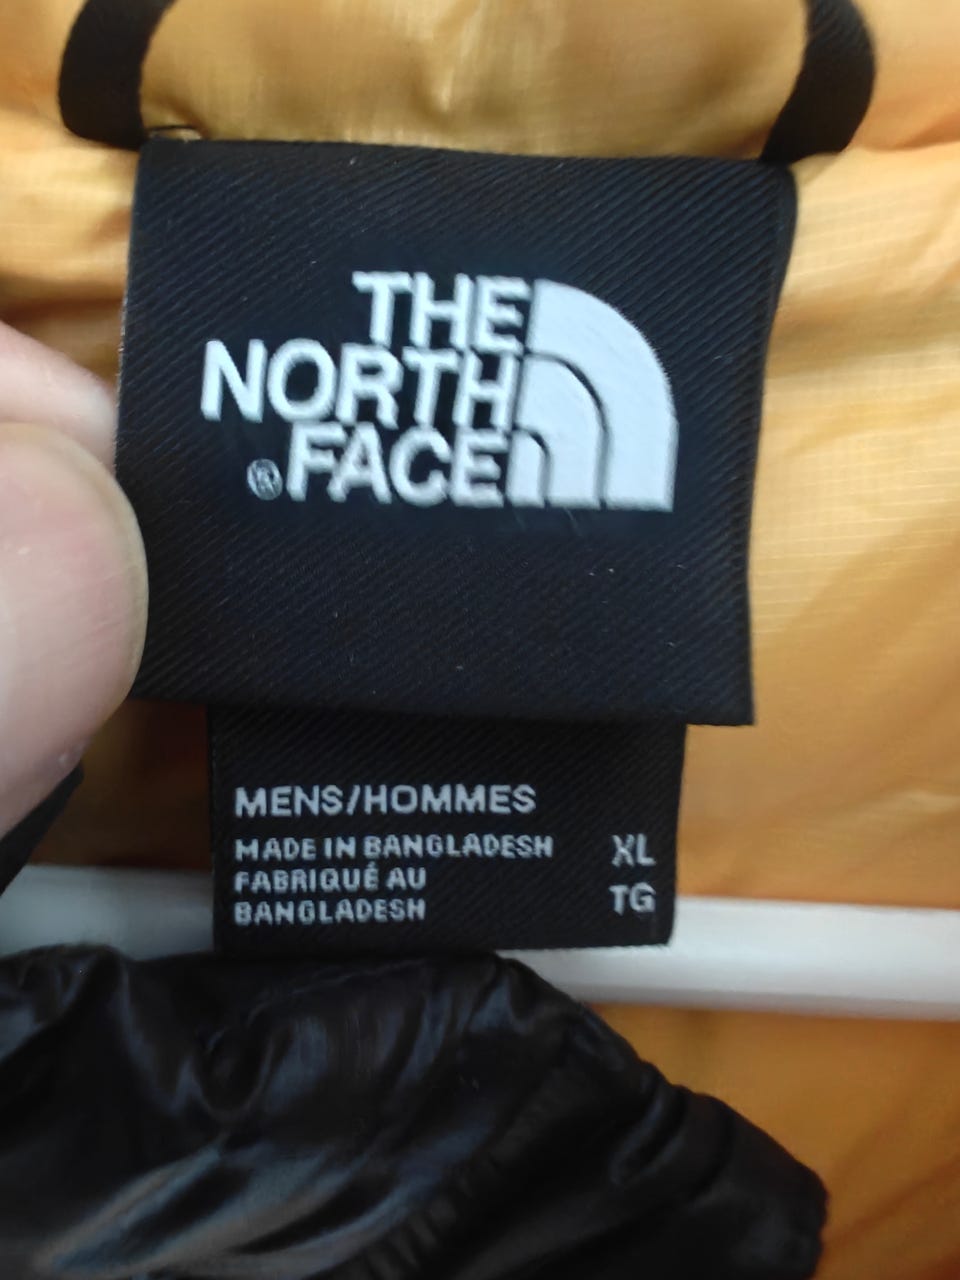 THE
NORTH
®FACE
MENS/HOMMES
MADE IN BANGLADESH XL
FABRIQUÉ AU
BANGLADESH TG